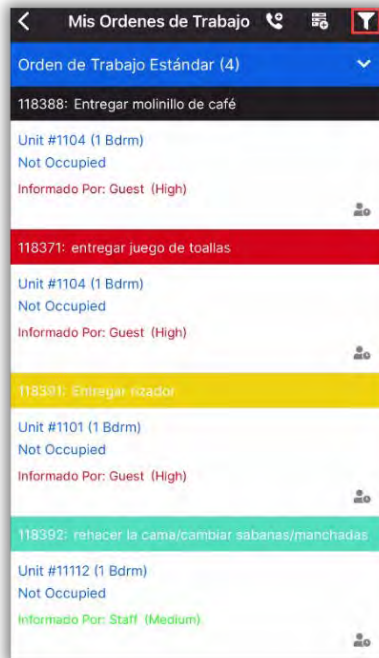 Mis Ordenes de Trabajo
Orden de Trabajo Estándar (4)
118388: Entregar molinillo de café
Unit #1104 (1 Bdrm)
Not Occupied
Informado Por: Guest (High)
118371: entregar juego de toallas
Unit #1104 (1 Bdrm)
Not Occupied
Informado Por: Guest (High)
118391: Entregar rizador
Unit #1101 (1 Bdrm)
Not Occupied
Informado Por: Guest (High)
118392: rehacer la cama/cambiar sabanas/manchadas
Unit #11112 (1 Bdrm)
Not Occupied
Informado Por: Staff (Medium)